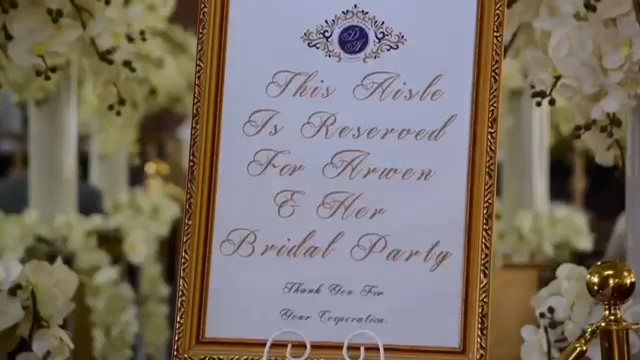 D
A
This Aisle
Is Reserved
For Arwen
& Her
Bridal Party
Thank You For
Your Cooperation.